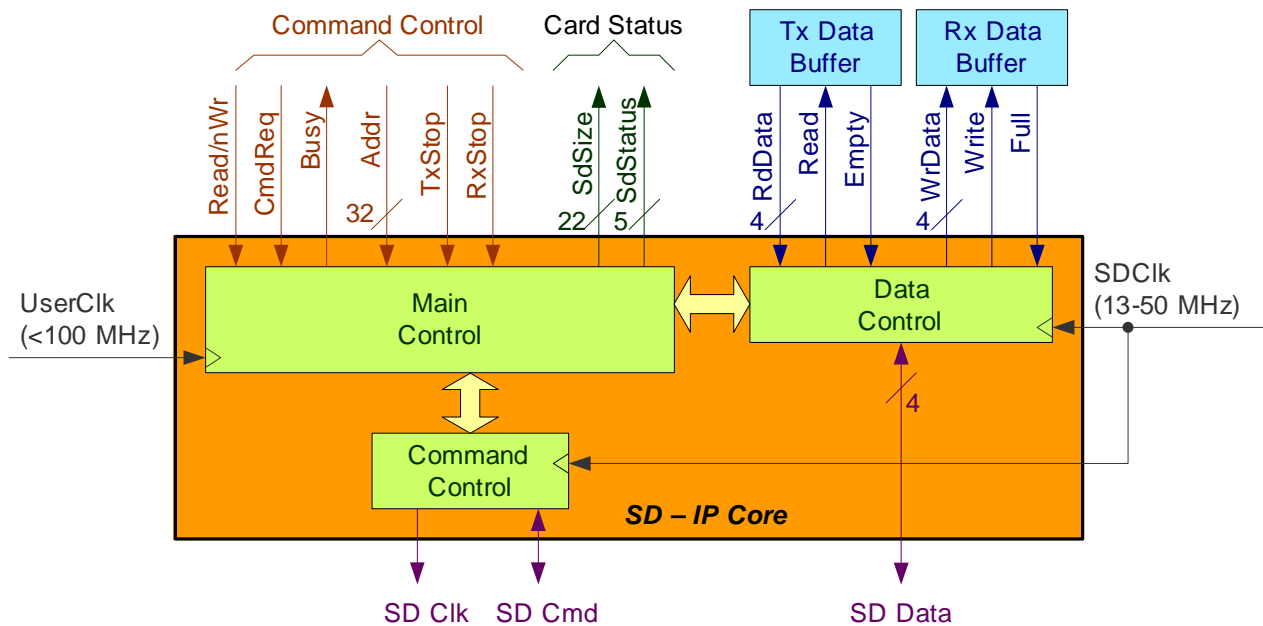 Command Control
Card Status
Tx Data
Buffer
Rx Data
Buffer
Read/nWr
CmdReq
Busy
Addr
TxStop
RxStop
SdSize
SdStatus
RdData
Read
Empty
WrData
Write
Full
32
22
5
4
4
UserClk
(<100 MHz)
Main
Control
Data
Control
SDClk
(13-50 MHz)
4
Command
Control
SD – IP Core
SD Clk
SD Cmd
SD Data